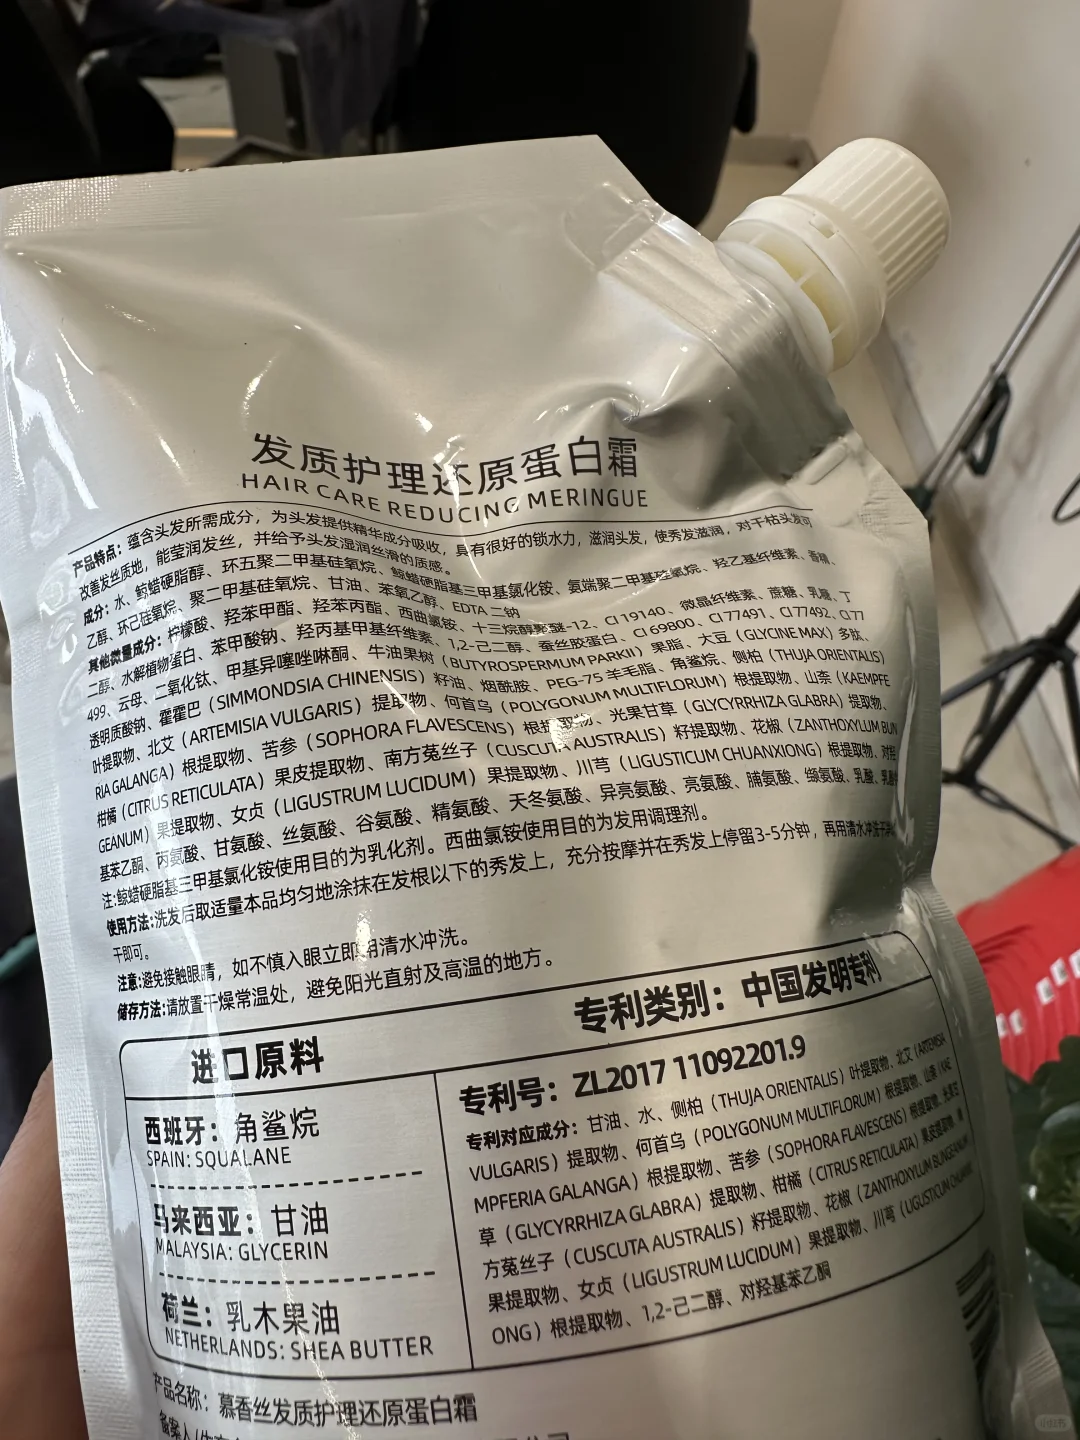 发质护理还原蛋白霜
HAIR CARE REDUCING MERINGUE
产品特点：蕴含头发所需成分，为头发提供精华成分吸收，具有很好的锁水力，滋润头发，使秀发滋润，对干枯头发可
改善发丝质地，能莹润发丝，并给予头发湿润丝滑的质感。
成分：水、鲸蜡硬脂醇、环五聚二甲基硅氧烷、鲸蜡硬脂基三甲基氯化铵、氨端聚二甲基硅氧烷、羟乙基纤维素、香精、
乙醇、环己硅氧烷、聚二甲基硅氧烷、甘油、苯氧乙醇、EDTA 二钠
其他微量成分：柠檬酸、羟苯甲酯、羟苯丙酯、西曲氯铵、十三烷醇聚醚-12、CI 19140、微晶纤维素、蔗糖、乳糖、丁
二醇、水解植物蛋白、苯甲酸钠、羟丙基甲基纤维素、1,2-己二醇、蚕丝胶蛋白、CI 69800、CI 77491、CI 77492、CI 77
499、云母、二氧化钛、甲基异噻唑啉酮、牛油果树（BUTYROSPERMUM PARKII）果脂、大豆（GLYCINE MAX）多肽、
透明质酸钠、霍霍巴（SIMMONDSIA CHINENSIS）籽油、烟酰胺、PEG-75 羊毛脂、角鲨烷、侧柏（THUJA ORIENTALIS）
叶提取物、北艾（ARTEMISIA VULGARIS）提取物、何首乌（POLYGONUM MULTIFLORUM）根提取物、山柰（KAEMPFE
RIA GALANGA）根提取物、苦参（SOPHORA FLAVESCENS）根提取物、光果甘草（GLYCYRRHIZA GLABRA）提取物、
柑橘（CITRUS RETICULATA）果皮提取物、南方菟丝子（CUSCUTA AUSTRALIS）籽提取物、花椒（ZANTHOXYLUM BUN
GEANUM）果提取物、女贞（LIGUSTRUM LUCIDUM）果提取物、川芎（LIGUSTICUM CHUANXIONG）根提取物、对羟
基苯乙酮、丙氨酸、甘氨酸、丝氨酸、谷氨酸、精氨酸、天冬氨酸、异亮氨酸、亮氨酸、脯氨酸、缬氨酸、乳酸、
注:鲸蜡硬脂基三甲基氯化铵使用目的为乳化剂。西曲氯铵使用目的为发用调理剂。
使用方法:洗发后取适量本品均匀地涂抹在发根以下的秀发上，充分按摩并在秀发上停留3-5分钟，再用清水冲洗干净
干即可。
注意:避免接触眼睛，如不慎入眼立即用清水冲洗。
储存方法:请放置干燥常温处，避免阳光直射及高温的地方。
进口原料
西班牙：角鲨烷
SPAIN: SQUALANE
马来西亚：甘油
MALAYSIA: GLYCERIN
荷兰：乳木果油
NETHERLANDS: SHEA BUTTER
专利类别：中国发明专利
专利号：ZL2017 11092201.9
专利对应成分：甘油、水、侧柏（THUJA ORIENTALIS）叶提取物、北艾（ARTEMISIA
VULGARIS）提取物、何首乌（POLYGONUM MULTIFLORUM）根提取物、山柰（KAE
MPFERIA GALANGA）根提取物、苦参（SOPHORA FLAVESCENS）根提取物、光果甘
草（GLYCYRRHIZA GLABRA）提取物、柑橘（CITRUS RETICULATA）果皮提取物、南
方菟丝子（CUSCUTA AUSTRALIS）籽提取物、花椒（ZANTHOXYLUM BUNGEANUM）
果提取物、女贞（LIGUSTRUM LUCIDUM）果提取物、川芎（LIGUSTICUM CHUANXI
ONG）根提取物、1,2-己二醇、对羟基苯乙酮
产品名称：慕香丝发质护理还原蛋白霜
小红书